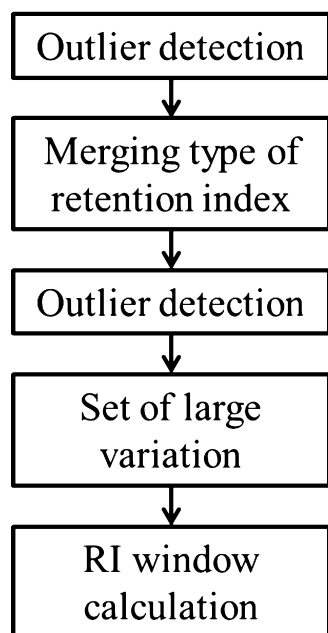 Outlier detection
Merging type of
retention index
Outlier detection
Set of large
variation
RI window
calculation